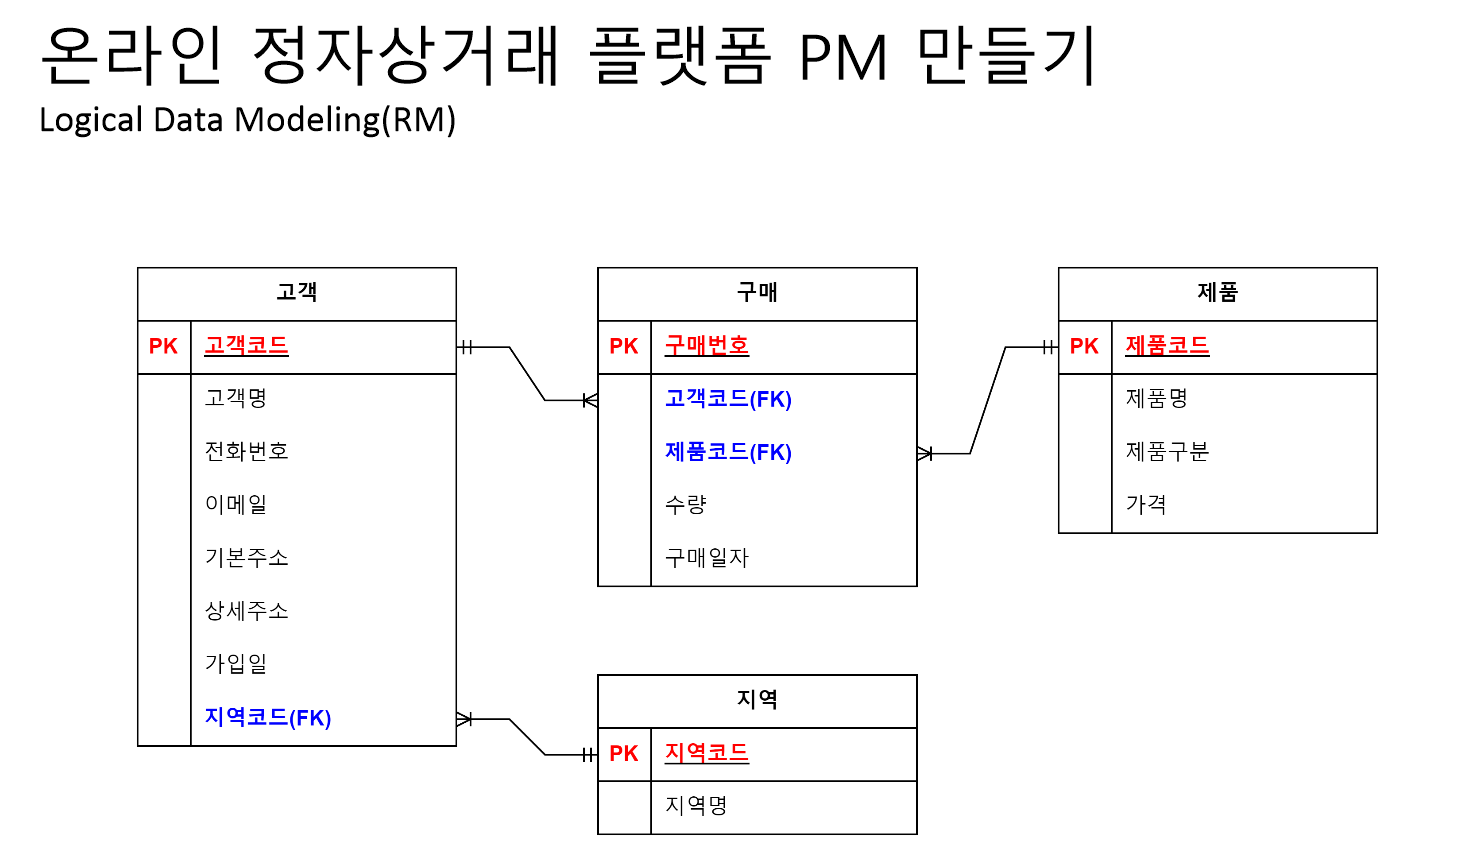 온라인 정자상거래 플랫폼 PM 만들기
Logical Data Modeling(RM)
고객
PK 고객코드
고객명
전화번호
이메일
기본주소
상세주소
가입일
지역코드(FK)
구매
PK 구매번호
고객코드(FK)
제품코드(FK)
수량
구매일자
제품
PK 제품코드
제품명
제품구분
가격
지역
PK 지역코드
지역명